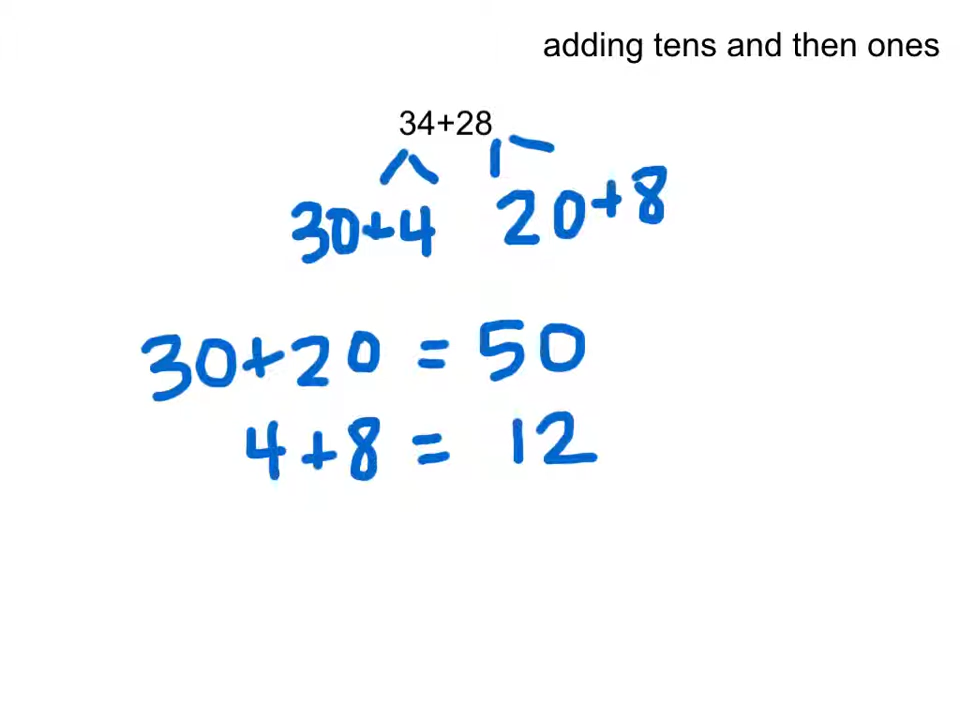 adding tens and then ones
34+28
30+4 20+8
30+20 = 50
4+8 = 12